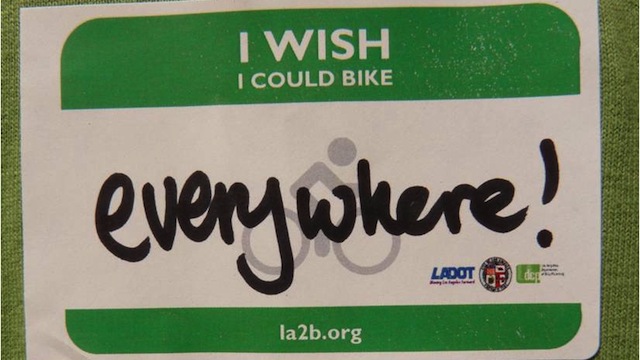 I WISH
I COULD BIKE
everywhere!
LADOT
la2b.org